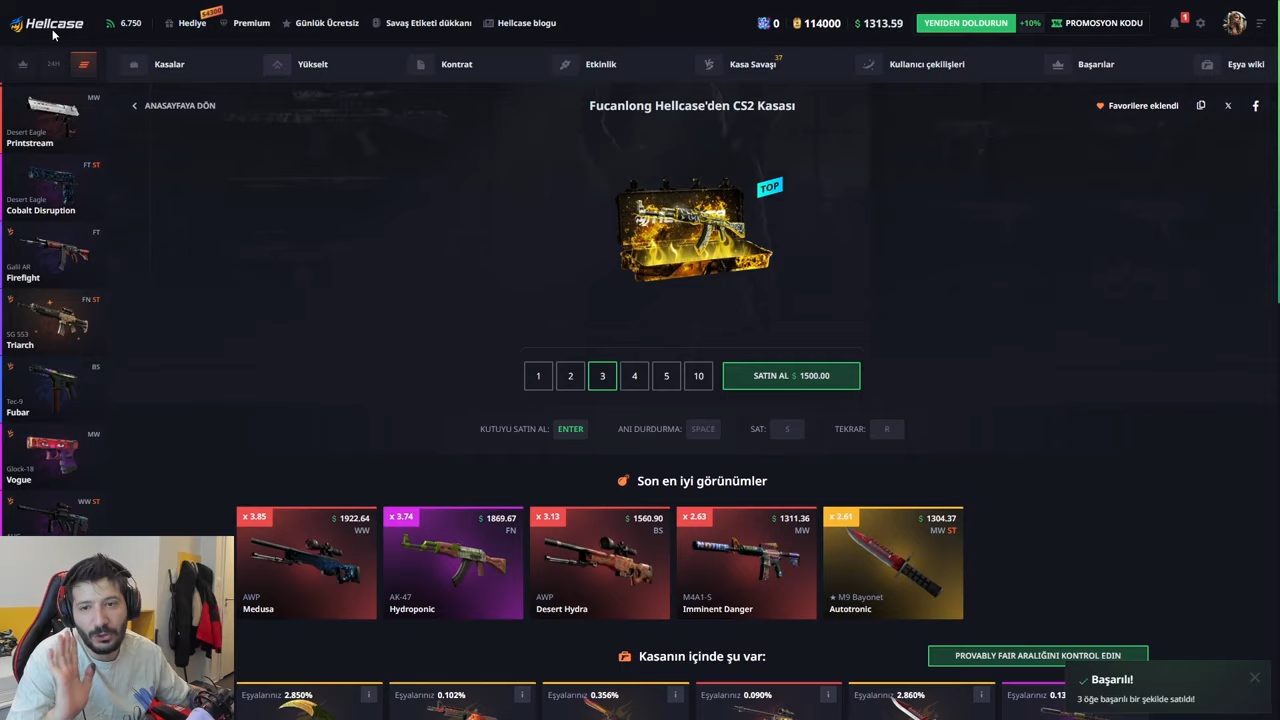 Hellcase
6.750
Hediye
$4300
Premium
Günlük Ücretsiz
Savaş Etiketi dükkanı
Hellcase blogu
0
114000
$ 1313.59
YENİDEN DOLDURUN
+10%
PROMOSYON KODU
1
24H
Kasalar
Yükselt
Kontrat
Etkinlik
Kasa Savaşı
37
Kullanıcı çekilişleri
Başarılar
Eşya wiki
ANASAYFAYA DÖN
Fucanlong Hellcase'den CS2 Kasası
Favorilere eklendi
MW
Desert Eagle
Printstream
FT ST
Desert Eagle
Cobalt Disruption
FT
Galil AR
Firefight
FN ST
SG 553
Triarch
BS
Tec-9
Fubar
MW
Glock-18
Vogue
WW ST
TOP
1
2
3
4
5
10
SATIN AL $ 1500.00
KUTUYU SATIN AL: ENTER
ANI DURDURMA: SPACE
SAT: S
TEKRAR: R
Son en iyi görünümler
x 3.85
$ 1922.64
WW
AWP
Medusa
x 3.74
$ 1869.67
FN
AK-47
Hydroponic
x 3.13
$ 1560.90
BS
AWP
Desert Hydra
x 2.63
$ 1311.36
MW
M4A1-S
Imminent Danger
x 2.61
$ 1304.37
MW ST
★ M9 Bayonet
Autotronic
Kasanın içinde şu var:
PROVABLY FAIR ARALIĞINI KONTROL EDIN
Eşyalarınız 2.850%
Eşyalarınız 0.102%
Eşyalarınız 0.356%
Eşyalarınız 0.090%
Eşyalarınız 2.860%
Eşyalarınız
Başarılı!
3 öğe başarılı bir şekilde satıldı!